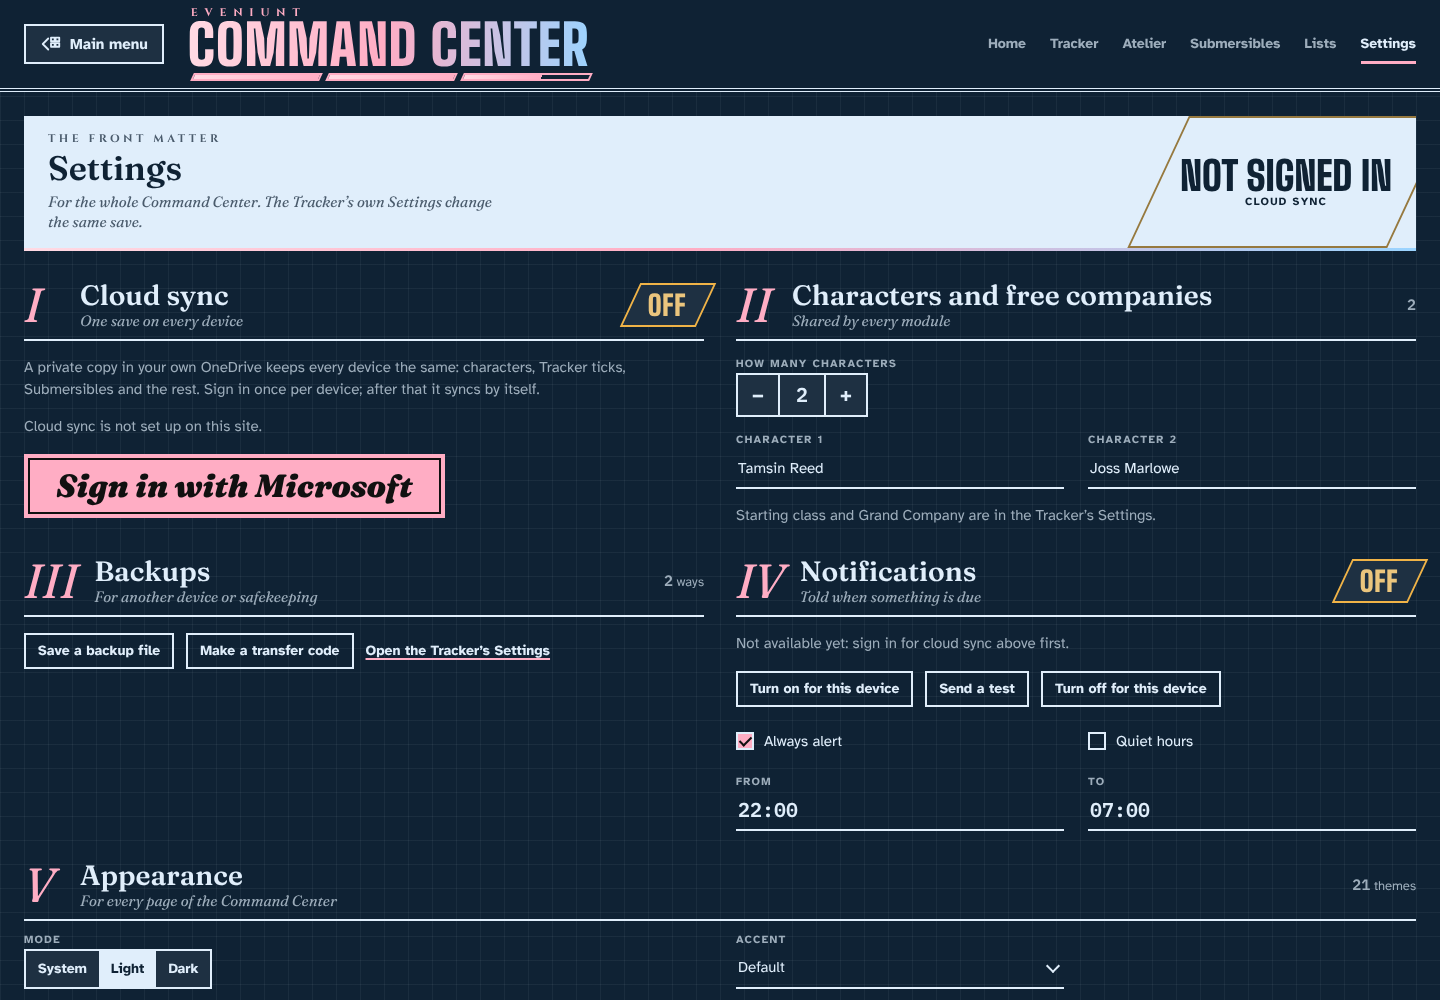 Main menu
EVENIUNT
COMMAND CENTER
Home
Tracker
Atelier
Submersibles
Lists
Settings
THE FRONT MATTER
Settings
For the whole Command Center. The Tracker's own Settings change
the same save.
NOT SIGNED IN
CLOUD SYNC
I
Cloud sync
One save on every device
OFF
A private copy in your own OneDrive keeps every device the same: characters, Tracker ticks,
Submersibles and the rest. Sign in once per device; after that it syncs by itself.
Cloud sync is not set up on this site.
Sign in with Microsoft
II
Characters and free companies
Shared by every module
2
HOW MANY CHARACTERS
− 2 +
CHARACTER 1
Tamsin Reed
CHARACTER 2
Joss Marlowe
Starting class and Grand Company are in the Tracker's Settings.
III
Backups
For another device or safekeeping
2 ways
Save a backup file
Make a transfer code
Open the Tracker's Settings
IV
Notifications
Told when something is due
OFF
Not available yet: sign in for cloud sync above first.
Turn on for this device
Send a test
Turn off for this device
Always alert
Quiet hours
FROM
22:00
TO
07:00
V
Appearance
For every page of the Command Center
21 themes
MODE
System
Light
Dark
ACCENT
Default